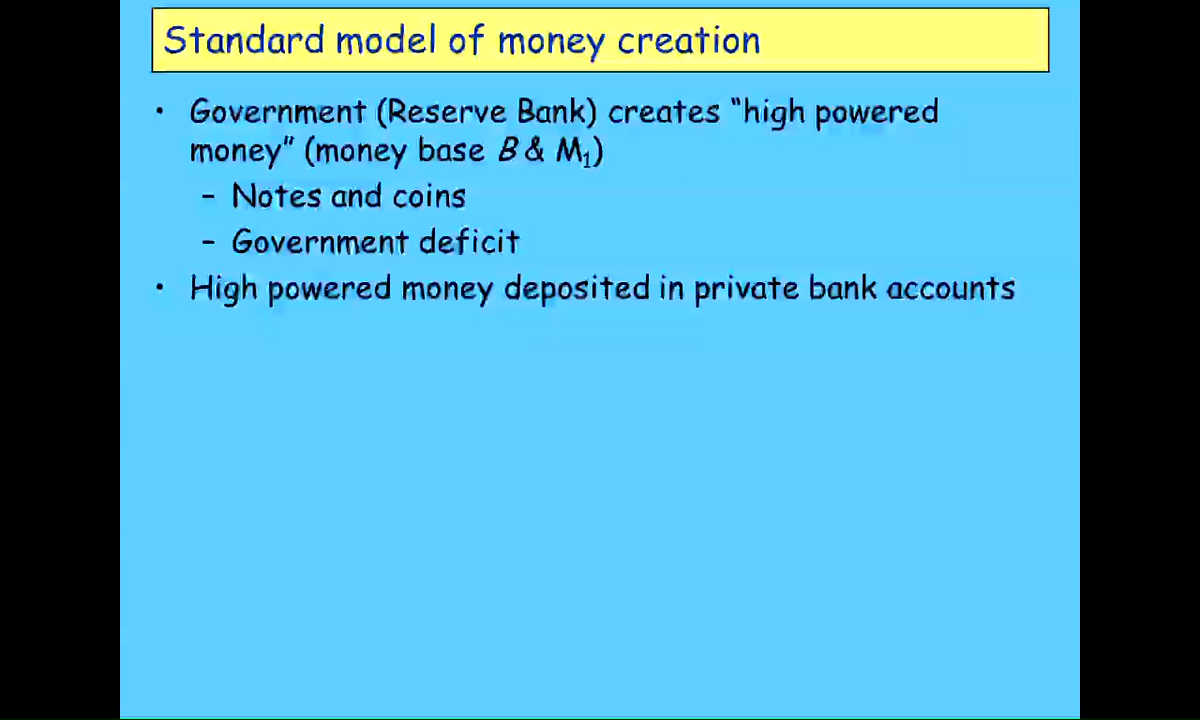 Standard model of money creation
• Government (Reserve Bank) creates “high powered
money” (money base B & M₁)
– Notes and coins
– Government deficit
• High powered money deposited in private bank accounts